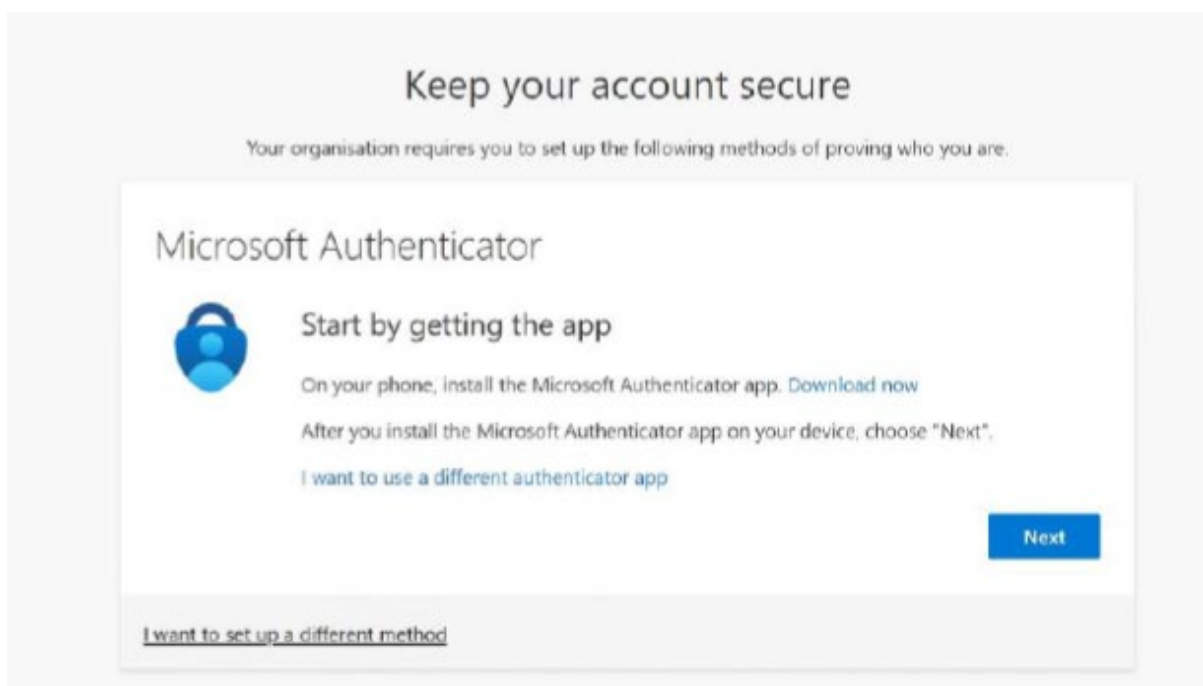 Keep your account secure
Your organisation requires you to set up the following methods of proving who you are.
Microsoft Authenticator
Start by getting the app
On your phone, install the Microsoft Authenticator app. Download now
After you install the Microsoft Authenticator app on your device, choose "Next".
I want to use a different authenticator app
Next
I want to set up a different method